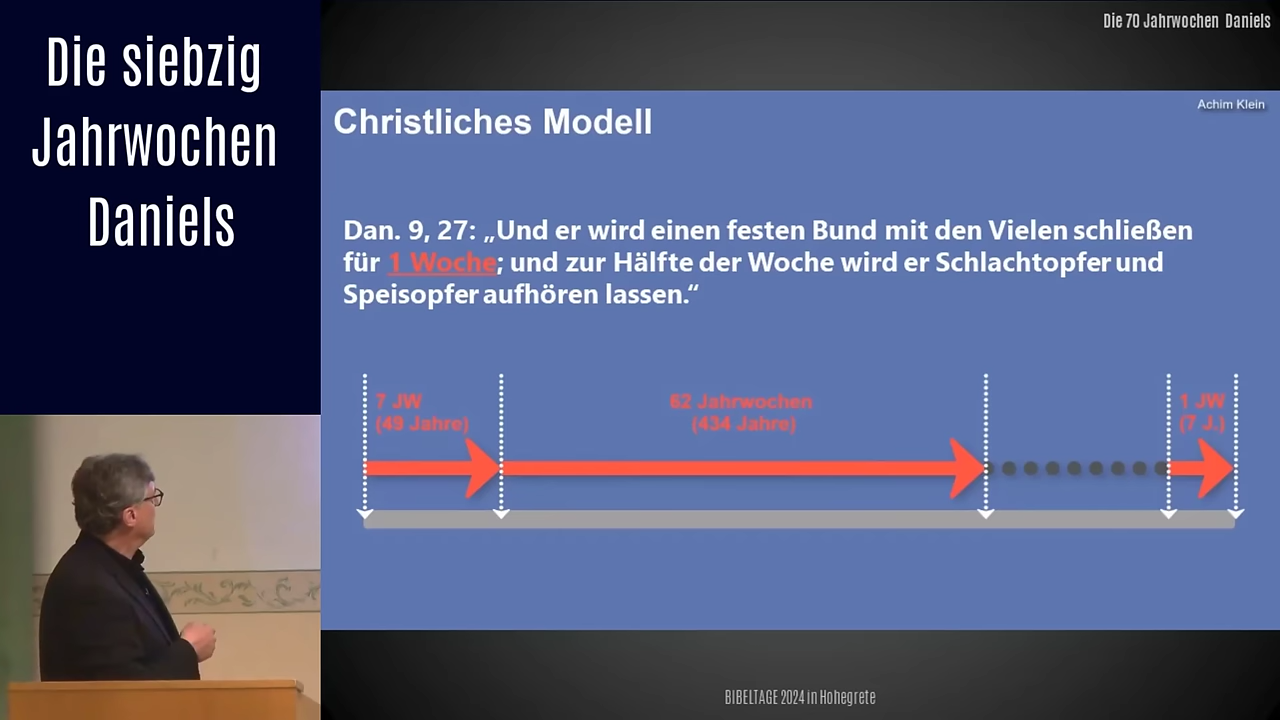 Die siebzig
Jahrwochen
Daniels
Die 70 Jahrwochen Daniels
Achim Klein
Christliches Modell
Dan. 9, 27: „Und er wird einen festen Bund mit den Vielen schließen
für 1 Woche; und zur Hälfte der Woche wird er Schlachtopfer und
Speisopfer aufhören lassen.“
7 JW
(49 Jahre)
62 Jahrwochen
(434 Jahre)
1 JW
(7 J.)
BIBELTAGE 2024 in Hohegrete